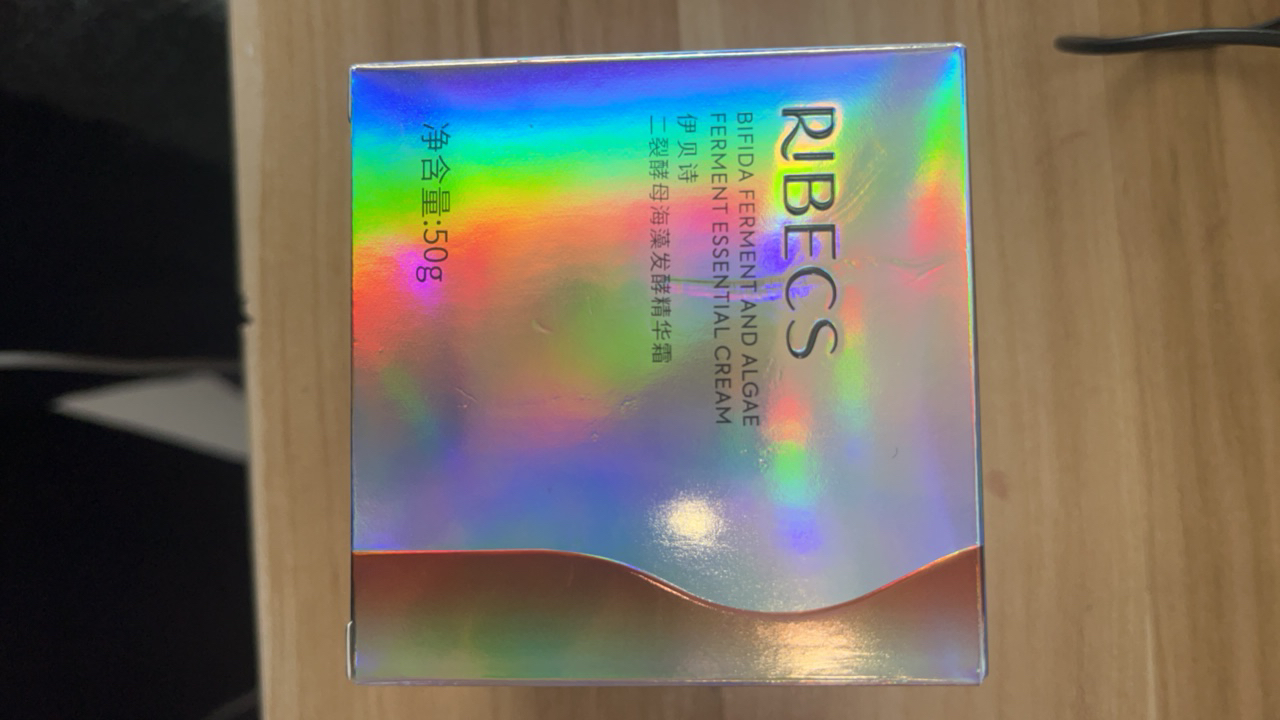 RIBECS
BIFIDA FERMENT AND ALGAE
FERMENT ESSENTIAL CREAM
伊贝诗
二裂酵母海藻发酵精华霜
净含量:50g